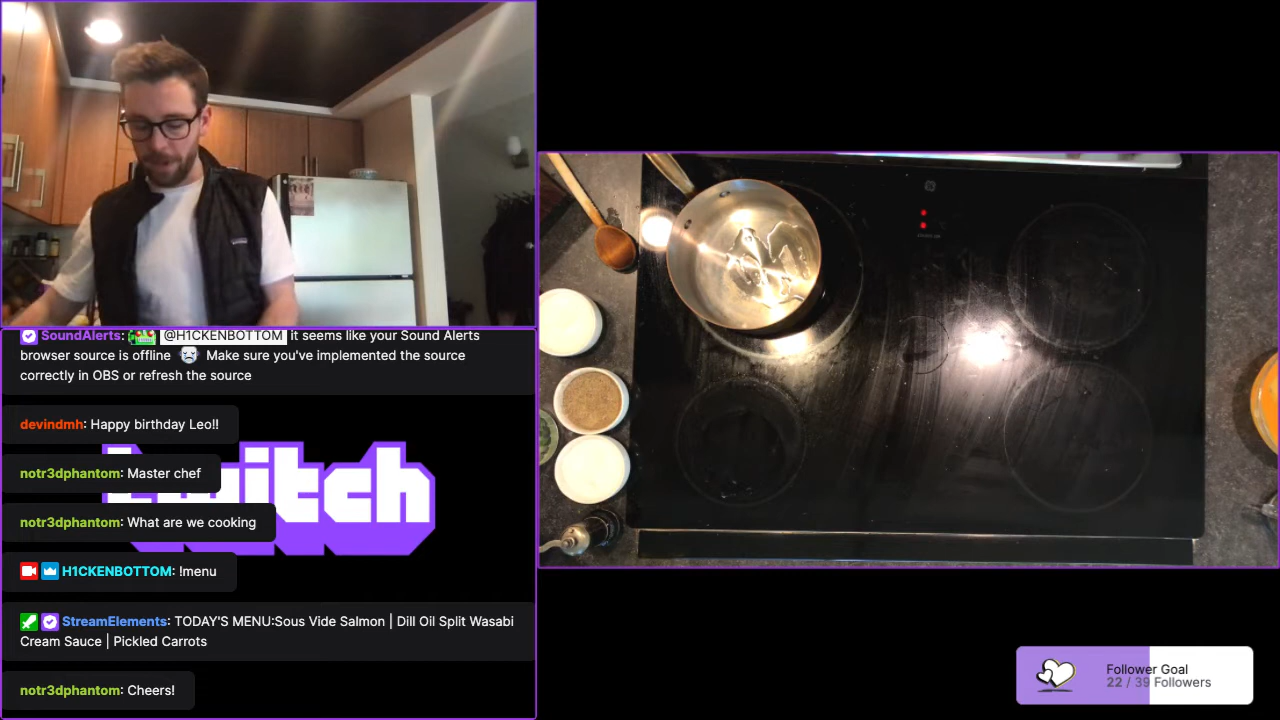 SoundAlerts: @H1CKENBOTTOM it seems like your Sound Alerts
browser source is offline Make sure you've implemented the source
correctly in OBS or refresh the source
devindmh: Happy birthday Leo!!
notr3dphantom: Master chef
notr3dphantom: What are we cooking
H1CKENBOTTOM: !menu
StreamElements: TODAY'S MENU:Sous Vide Salmon | Dill Oil Split Wasabi
Cream Sauce | Pickled Carrots
notr3dphantom: Cheers!
twitch
Follower Goal
22 / 39 Followers